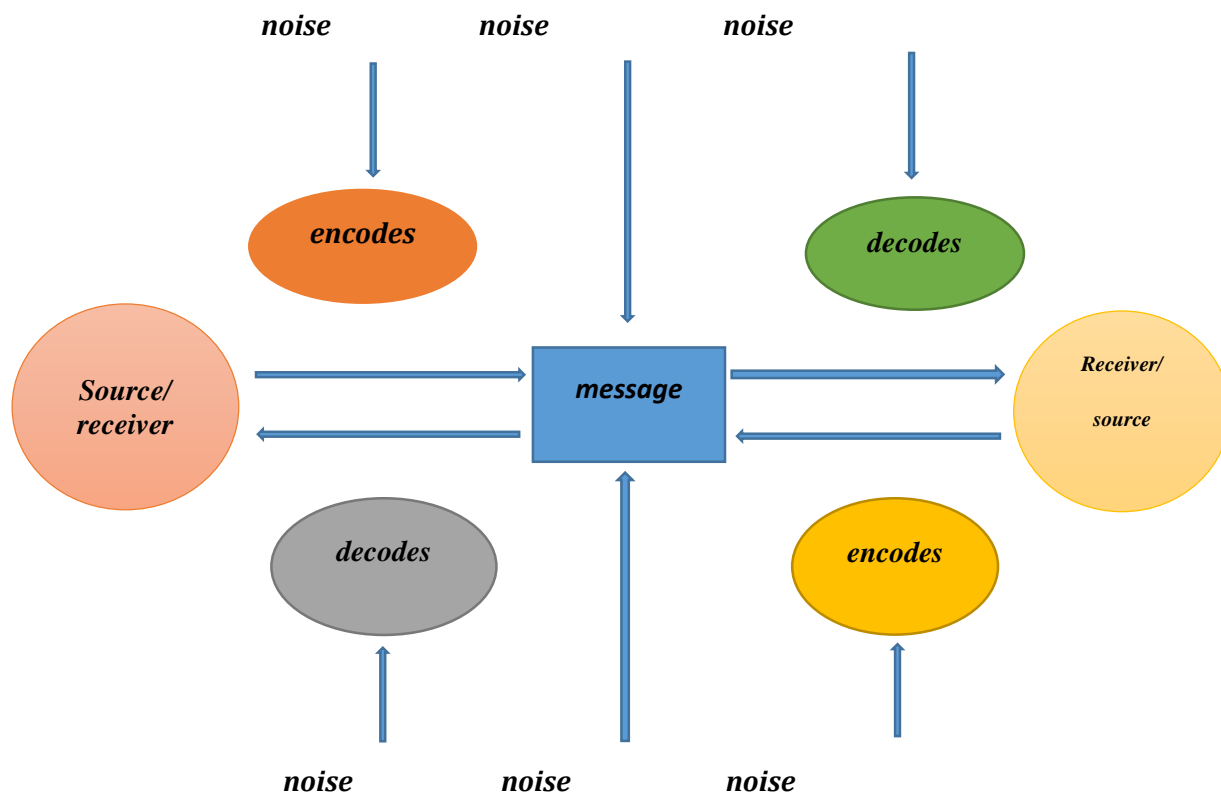 noise noise noise
encodes
decodes
Source/
receiver
message
Receiver/
source
decodes
encodes
noise noise noise